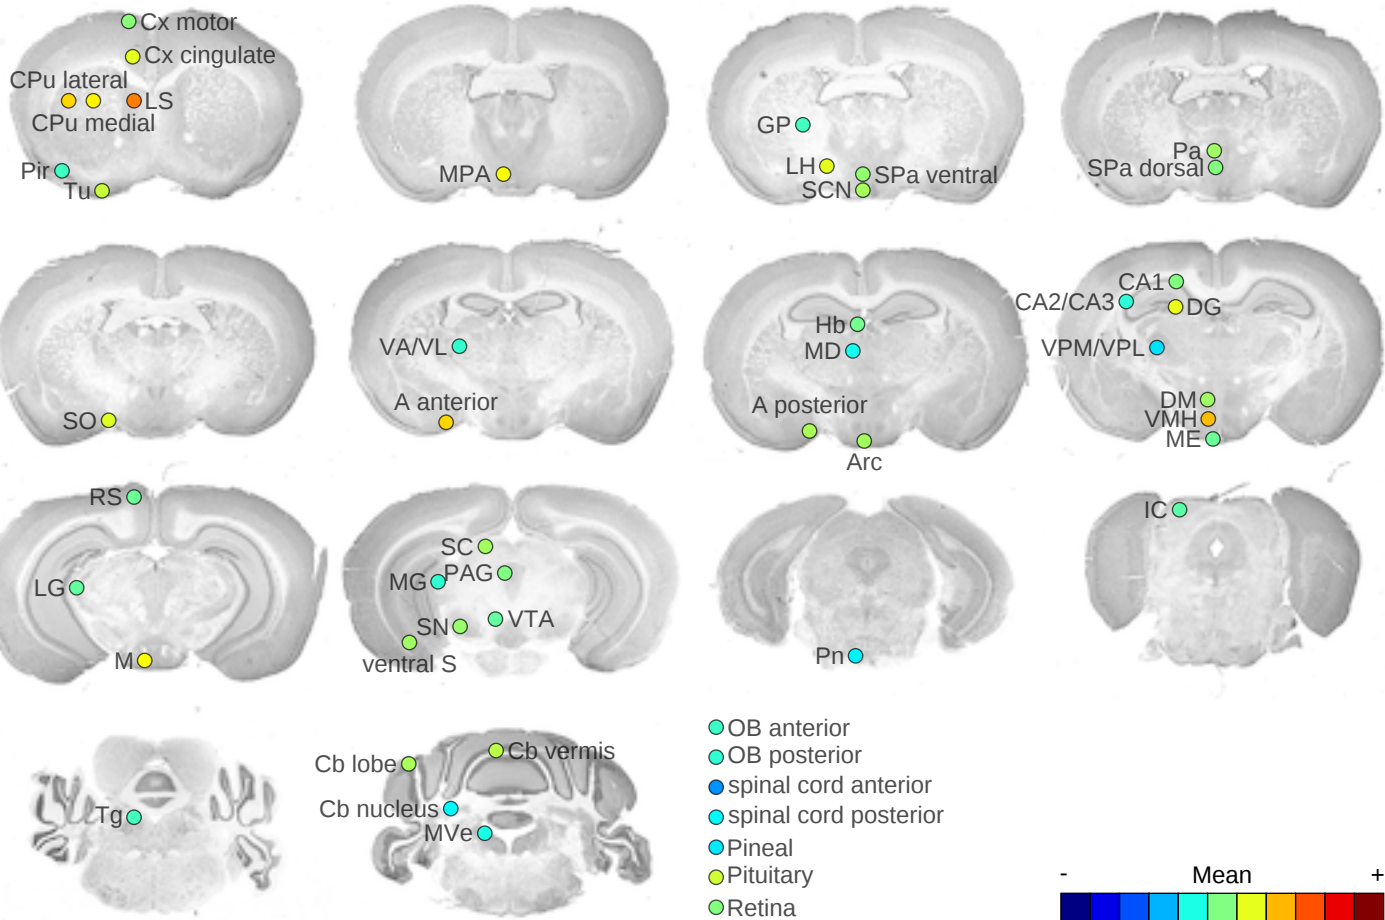 Cx motor
Cx cingulate
CPu lateral
LS
CPu medial
Pir
Tu
MPA
GP
LH
SPa ventral
SCN
Pa
SPa dorsal
SO
VA/VL
A anterior
Hb
MD
A posterior
Arc
CA1
CA2/CA3
DG
VPM/VPL
DM
VMH
ME
RS
LG
M
SC
PAG
MG
VTA
SN
ventral S
Pn
IC
Tg
Cb vermis
Cb lobe
Cb nucleus
MVe
OB anterior
OB posterior
spinal cord anterior
spinal cord posterior
Pineal
Pituitary
Retina
- Mean +